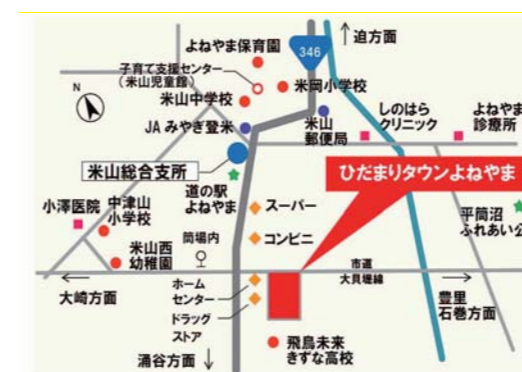 よねやま保育園
346
迫方面
子育て支援センター
(米山児童館)
米岡小学校
N
米山中学校
JAみやぎ登米
米山
郵便局
しのはら
クリニック
よねやま
診療所
米山総合支所
ひだまりタウンよねやま
道の駅
よねやま
小澤医院
中津山
小学校
スーパー
平筒沼
ふれあい公
米山西
幼稚園
筒場内
コンビニ
市道
大貝堤線
大崎方面
ホーム
センター
豊里
石巻方面
ドラッグ
ストア
飛鳥未来
きずな高校
涌谷方面